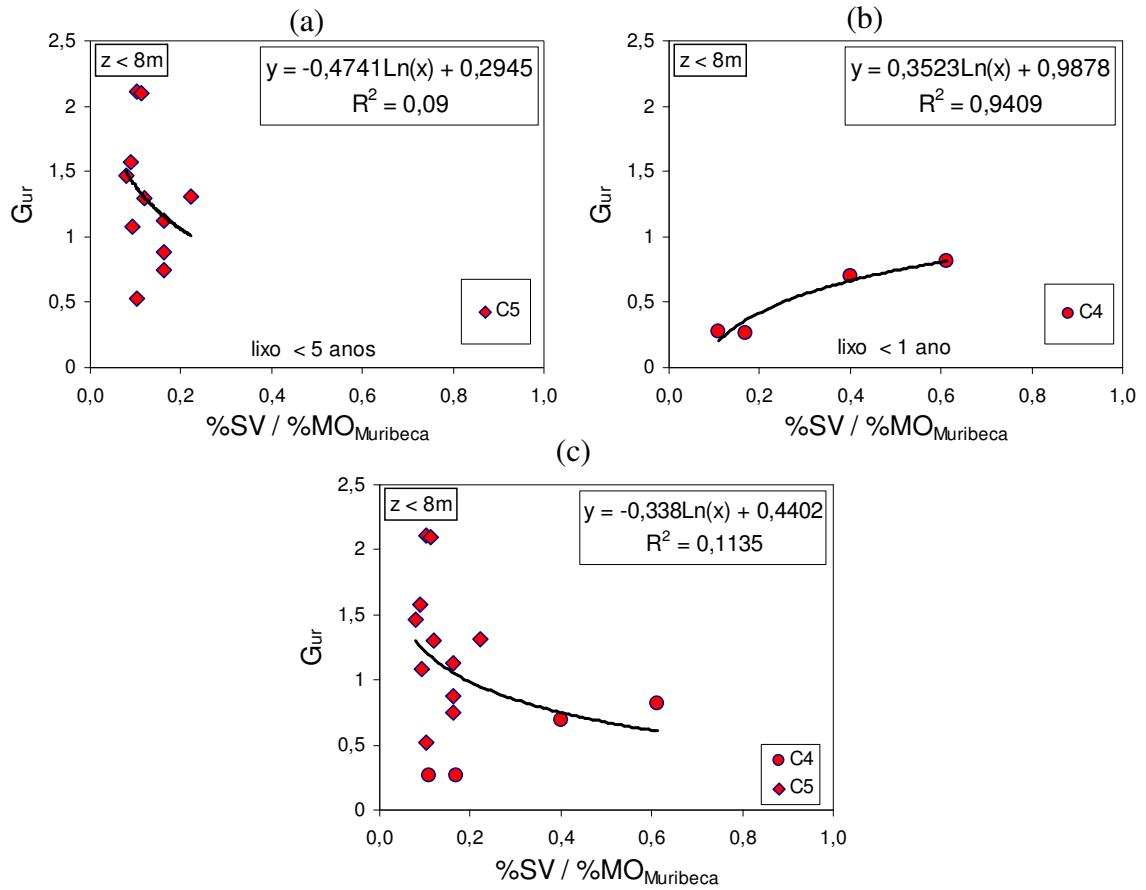 (a)
z < 8m
y = -0,4741Ln(x) + 0,2945
R² = 0,09
2,5
2
1,5
1
0,5
0
Gur
C5
lixo < 5 anos
0,0 0,2 0,4 0,6 0,8 1,0
%SV / %MOMuribeca
(b)
z < 8m
y = 0,3523Ln(x) + 0,9878
R² = 0,9409
2,5
2
1,5
1
0,5
0
Gur
C4
lixo < 1 ano
0,0 0,2 0,4 0,6 0,8 1,0
%SV / %MOMuribeca
(c)
z < 8m
y = -0,338Ln(x) + 0,4402
R² = 0,1135
2,5
2
1,5
1
0,5
0
Gur
C4
C5
0,0 0,2 0,4 0,6 0,8 1,0
%SV / %MOMuribeca